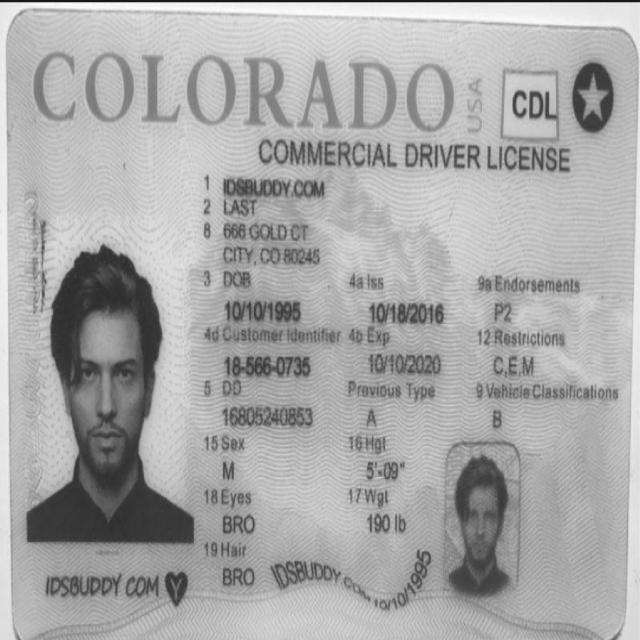 COLORADO USA CDL
COMMERCIAL DRIVER LICENSE
1 IDSBUDDY.COM
2 LAST
8 666 GOLD CT
CITY, CO 80245
3 DOB 4a Iss 9a Endorsements
10/10/1995 10/18/2016 P2
4d Customer Identifier 4b Exp 12 Restrictions
18-566-0735 10/10/2020 C,E,M
5 DD Previous Type 9 Vehicle Classifications
16805240853 A B
15 Sex 16 Hgt
M 5'-09"
18 Eyes 17 Wgt
BRO 190 lb
19 Hair
BRO
IDSBUDDY COM
IDSBUDDY COM 10/10/1995